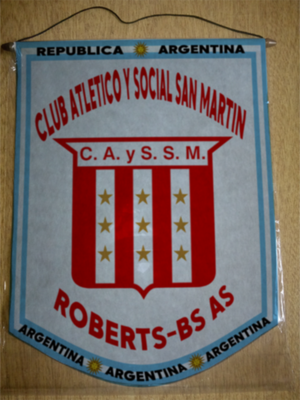 REPUBLICA ARGENTINA
CLUB ATLETICO Y SOCIAL SAN MARTIN
C. A. y S. S. M.
ROBERTS-BS AS
ARGENTINA ARGENTINA ARGENTINA